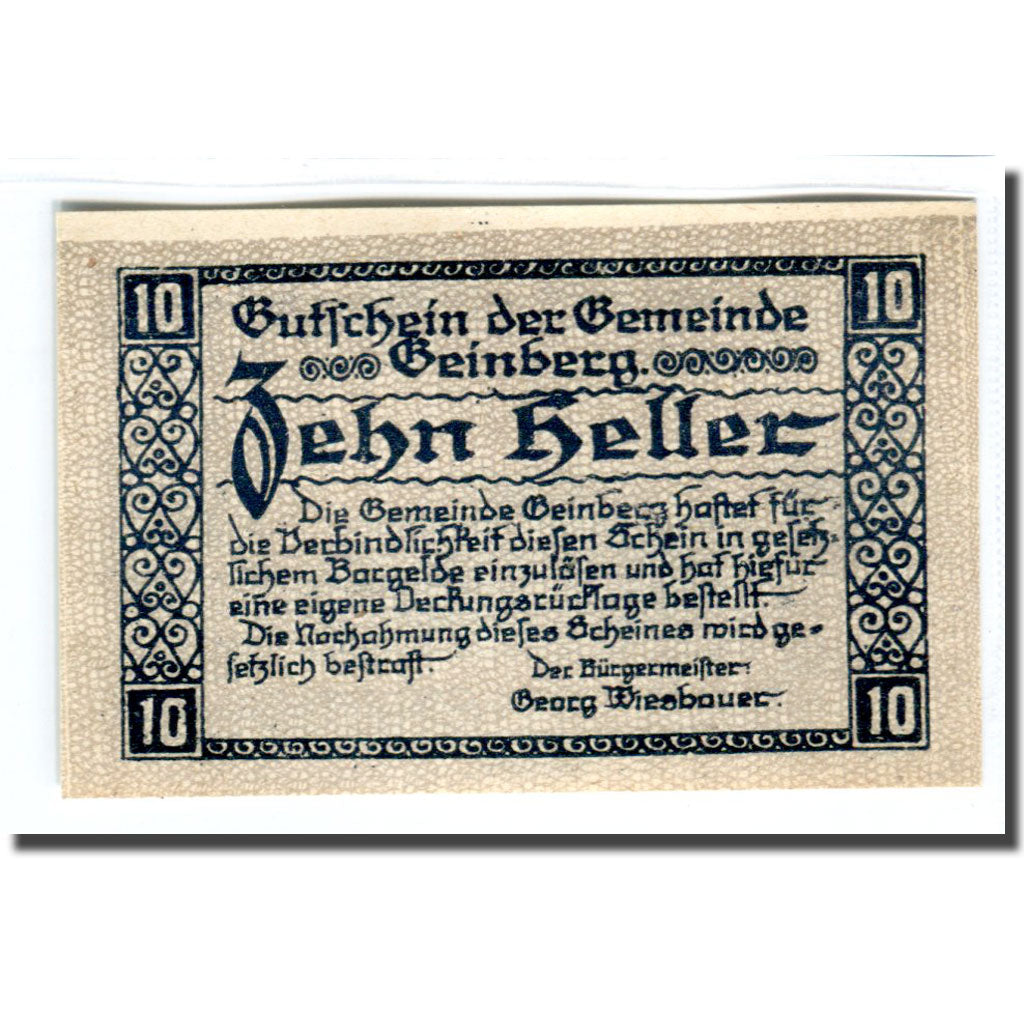 10 10
Gutschein der Gemeinde
Geinberg.
Zehn Heller
Die Gemeinde Geinberg haftet für
die Verbindlichkeit diesen Schein in gesetz-
lichem Bargelde einzulösen und hat hiefür
eine eigene Deckungsrücklage bestellt.
Die Nachahmung dieses Scheines wird ge-
setzlich bestraft.
Der Bürgermeister:
Georg Wiesbauer.
10 10